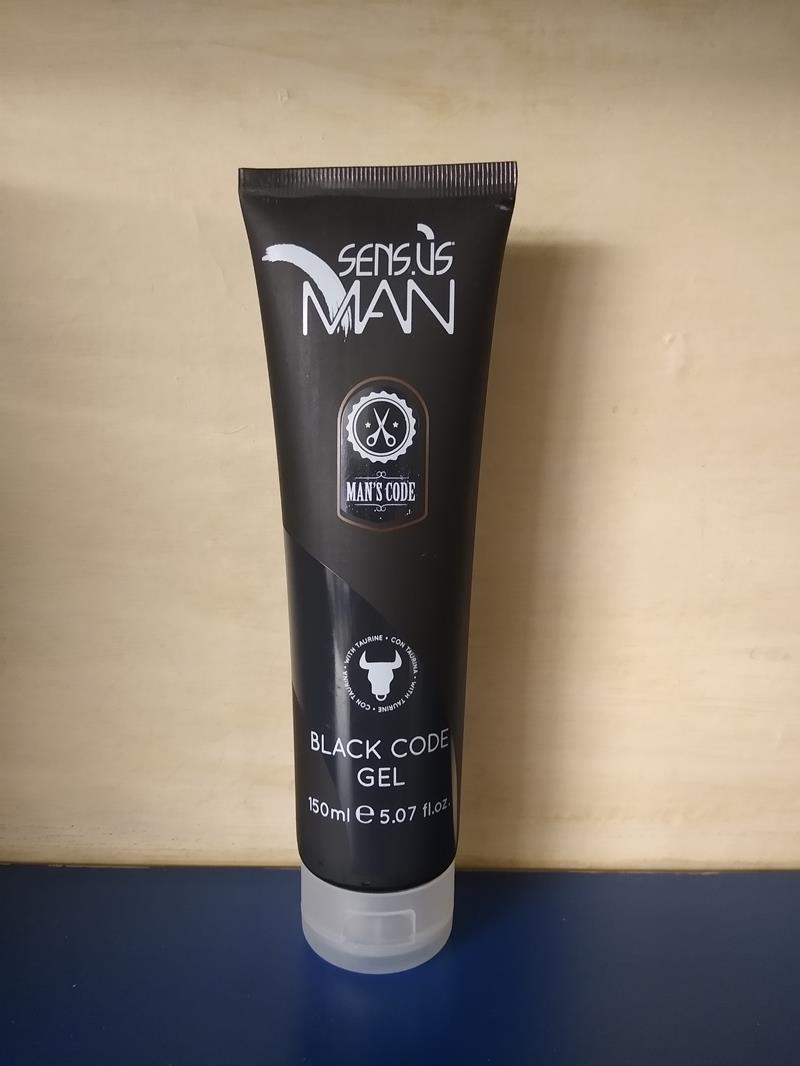 SENS.ÙS
MAN
MAN'S CODE
WITH TAURINE • CON TAURINA • WITH TAURINE • CON TAURINA •
BLACK CODE
GEL
150ml e 5.07 fl.oz.